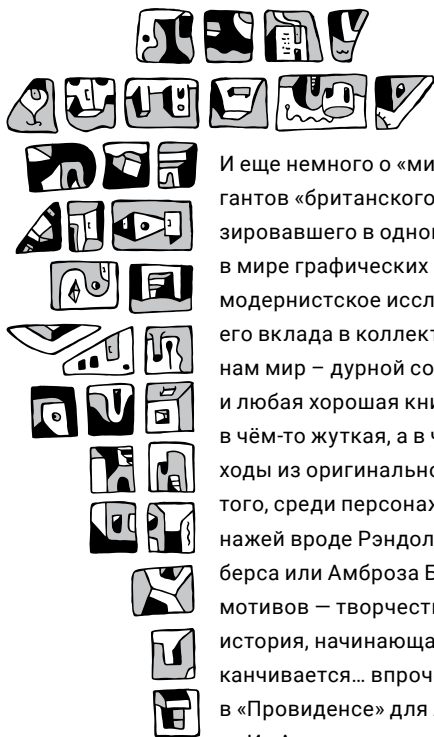 И еще немного о «ми
гантов «британского
зировавшего в одно
в мире графических
модернистское иссл
его вклада в коллект
нам мир – дурной со
и любая хорошая кни
в чём-то жуткая, а в ч
ходы из оригинально
того, среди персонаж
нажей вроде Рэндол
берса или Амброза Б
мотивов — творчест
история, начинающа
канчивается… впроч
в «Провиденсе» для